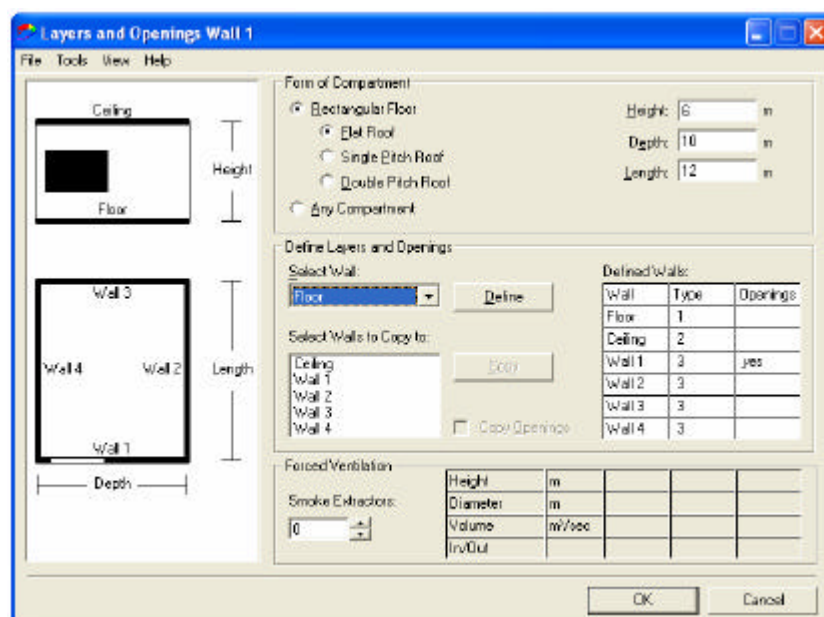 Layers and Openings Wall 1
File Tools View Help
Ceiling
Height
Floor
Wall 3
Wall 4 Wall 2
Length
Wall 1
Depth
Form of Compartment
Rectangular Floor
Flat Roof
Single Pitch Roof
Double Pitch Roof
Any Compartment
Height: 6 m
Depth: 10 m
Length: 12 m
Define Layers and Openings
Select Wall:
Floor
Define
Select Walls to Copy to:
Ceiling
Wall 1
Wall 2
Wall 3
Wall 4
Copy
Copy Openings
Defined Walls:
Wall Type Openings
Floor 1
Ceiling 2
Wall 1 3 yes
Wall 2 3
Wall 3 3
Wall 4 3
Forced Ventilation
Smoke Extractors:
0
Height m
Diameter m
Volume m³/sec
In/Out
OK Cancel